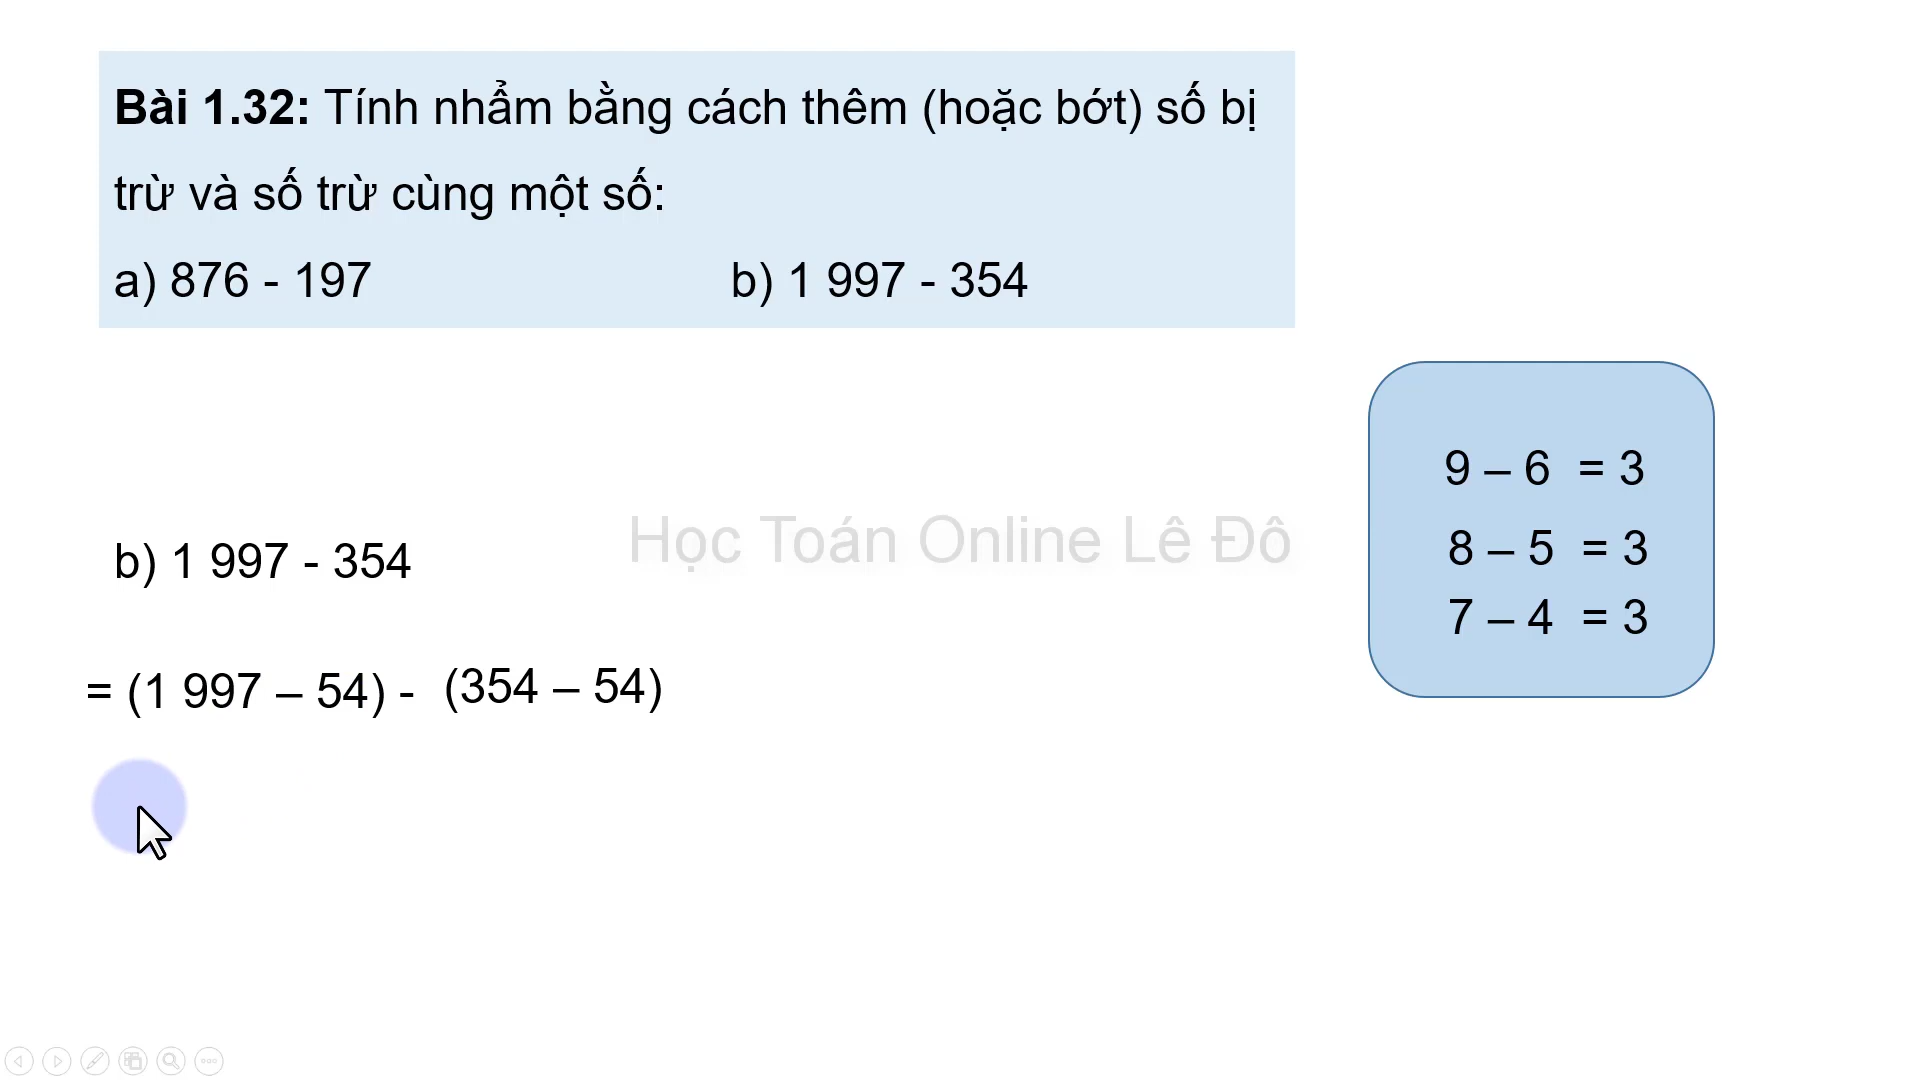 Bài 1.32: Tính nhẩm bằng cách thêm (hoặc bớt) số bị
trừ và số trừ cùng một số:
a) 876 - 197 b) 1 997 - 354
9 – 6 = 3
8 – 5 = 3
7 – 4 = 3
Học Toán Online Lê Đô
b) 1 997 - 354
= (1 997 – 54) - (354 – 54)